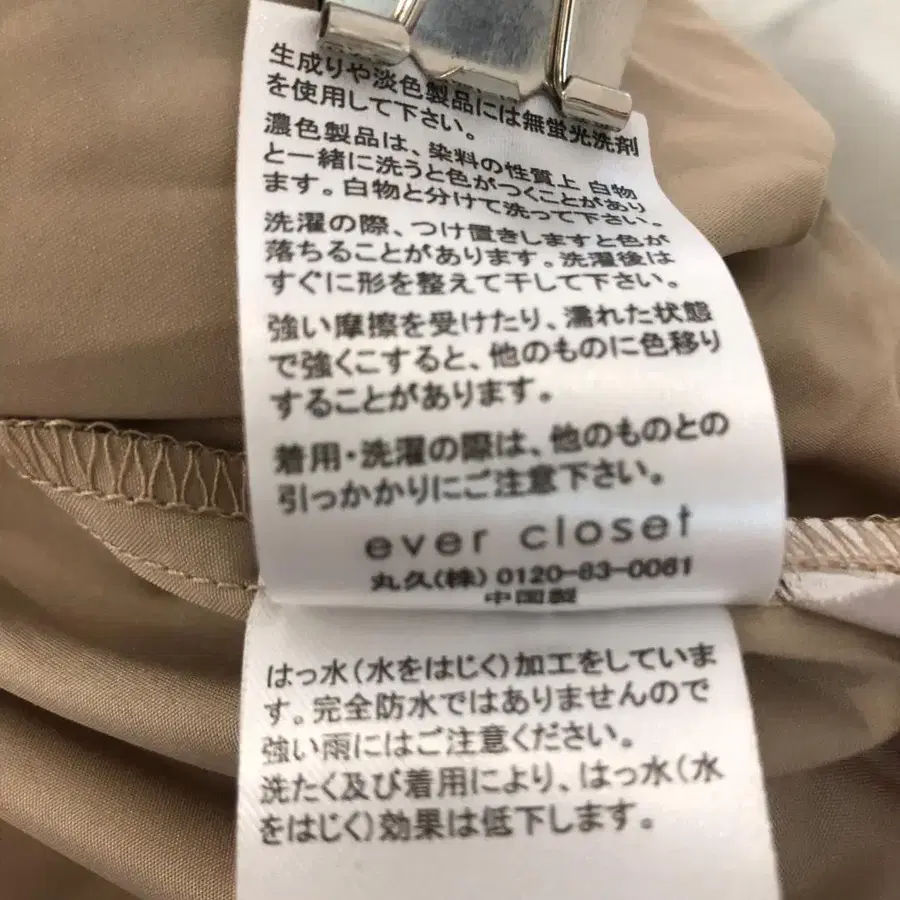 生成りや淡色製品には無蛍光洗剤
を使用して下さい。
濃色製品は、染料の性質上 白物
と一緒に洗うと色がつくことがあり
ます。白物と分けて洗って下さい。
洗濯の際、つけ置きしますと色が
落ちることがあります。洗濯後は
すぐに形を整えて干して下さい。
強い摩擦を受けたり、濡れた状態
で強くこすると、他のものに色移り
することがあります。
着用・洗濯の際は、他のものとの
引っかかりにご注意下さい。
ever closet
丸久(株) 0120-83-0081
中国製
はっ水(水をはじく)加工をしていま
す。完全防水ではありませんので
強い雨にはご注意ください。
洗たく及び着用により、はっ水(水
をはじく)効果は低下します。